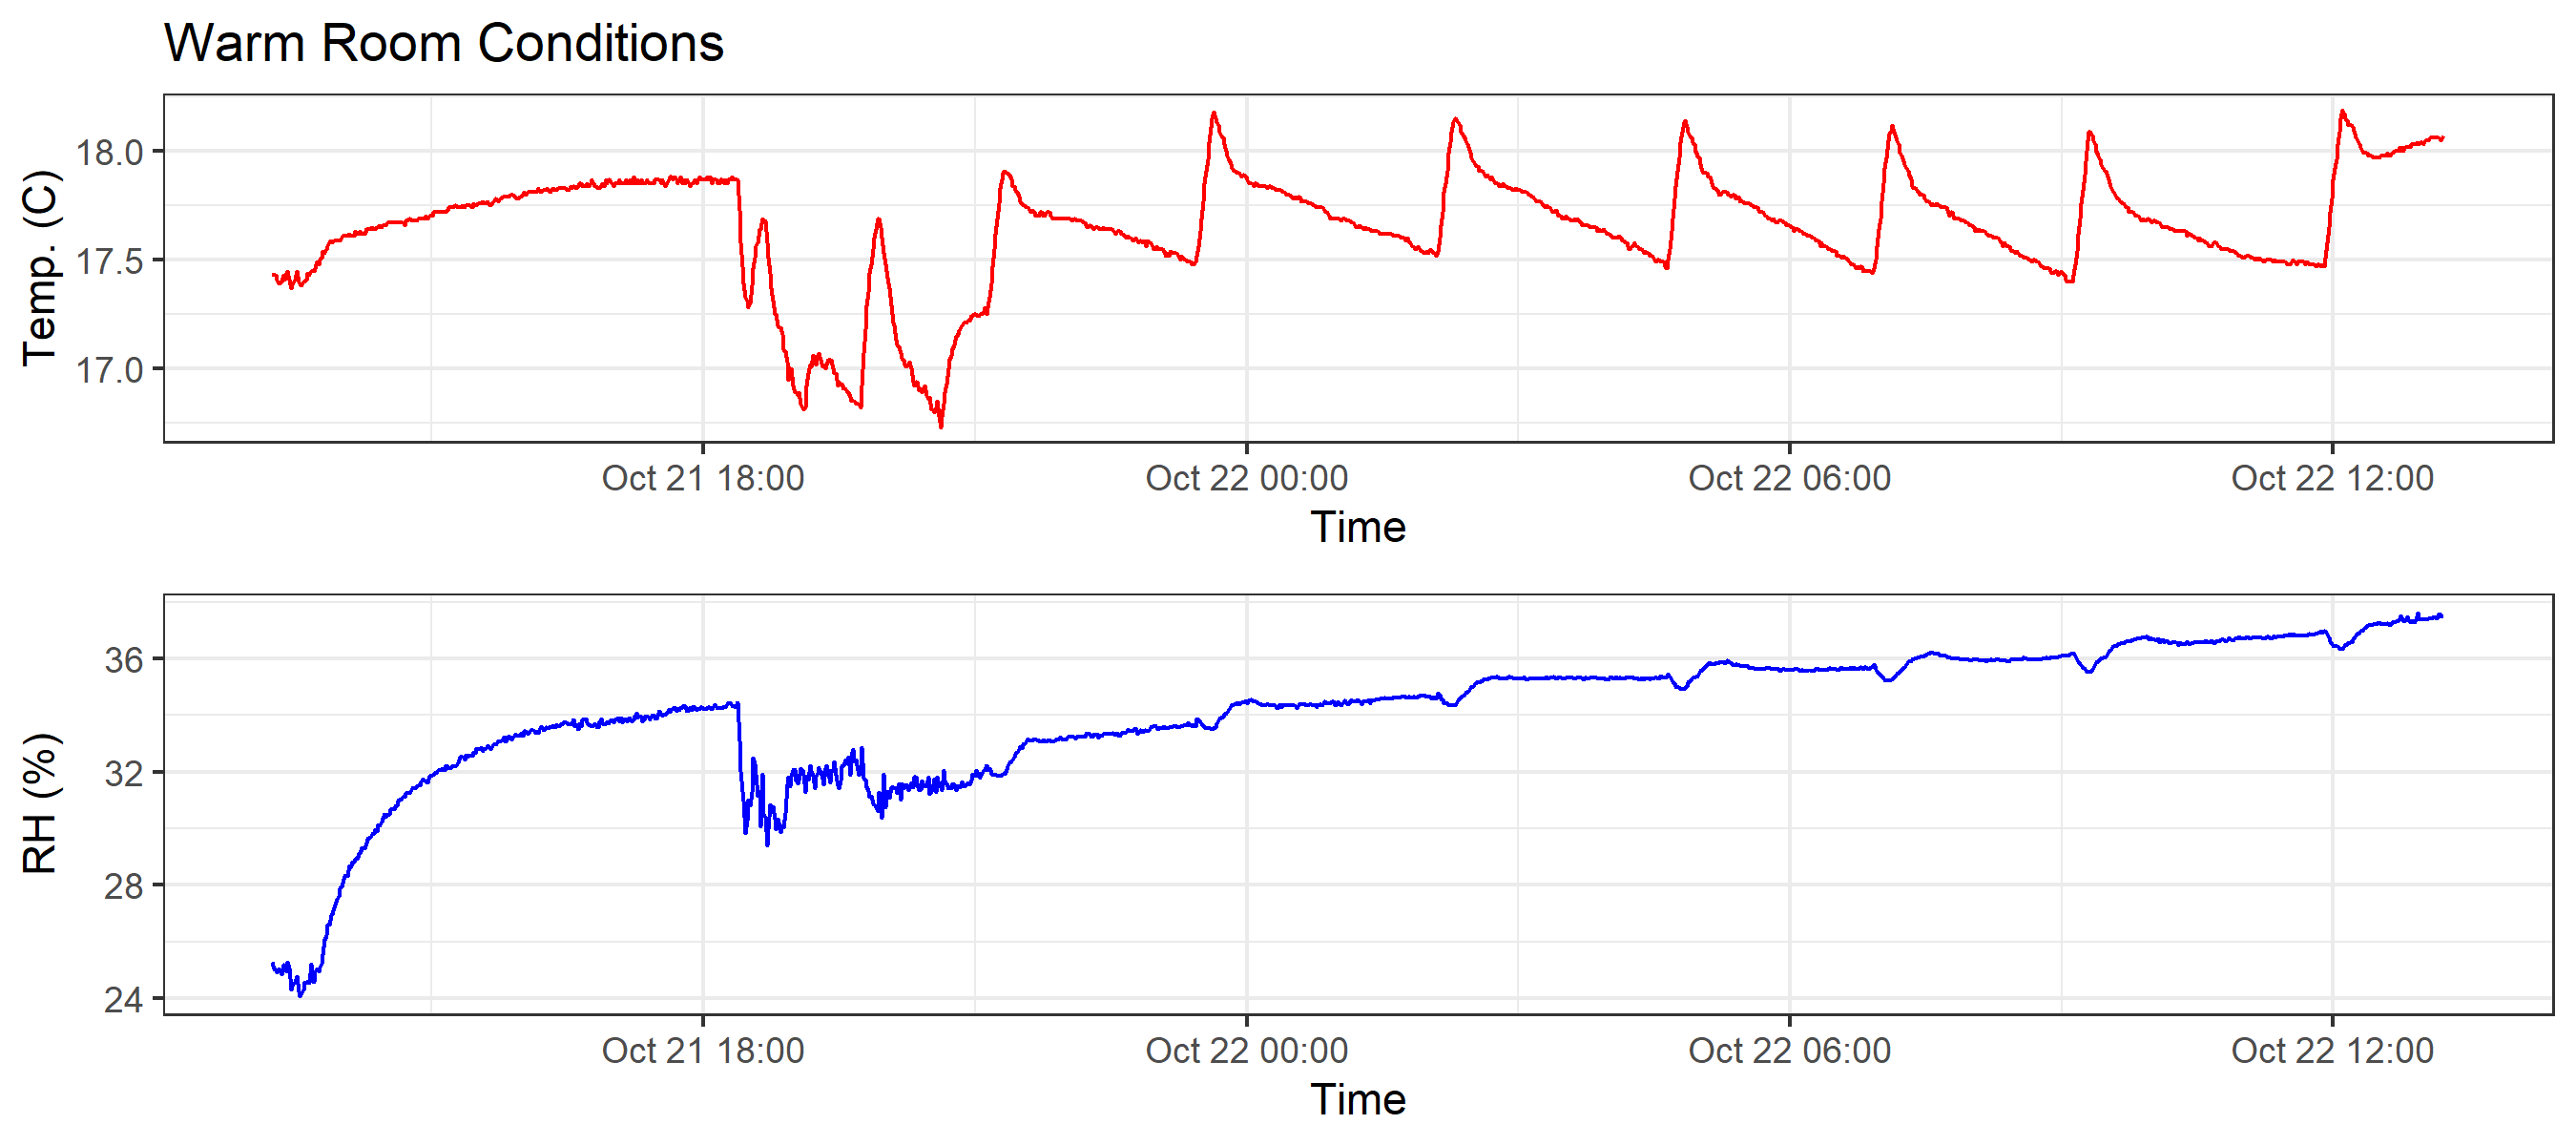 Warm Room Conditions
Temp. (C)
18.0
17.5
17.0
Oct 21 18:00 Oct 22 00:00 Oct 22 06:00 Oct 22 12:00
Time
RH (%)
36
32
28
24
Oct 21 18:00 Oct 22 00:00 Oct 22 06:00 Oct 22 12:00
Time